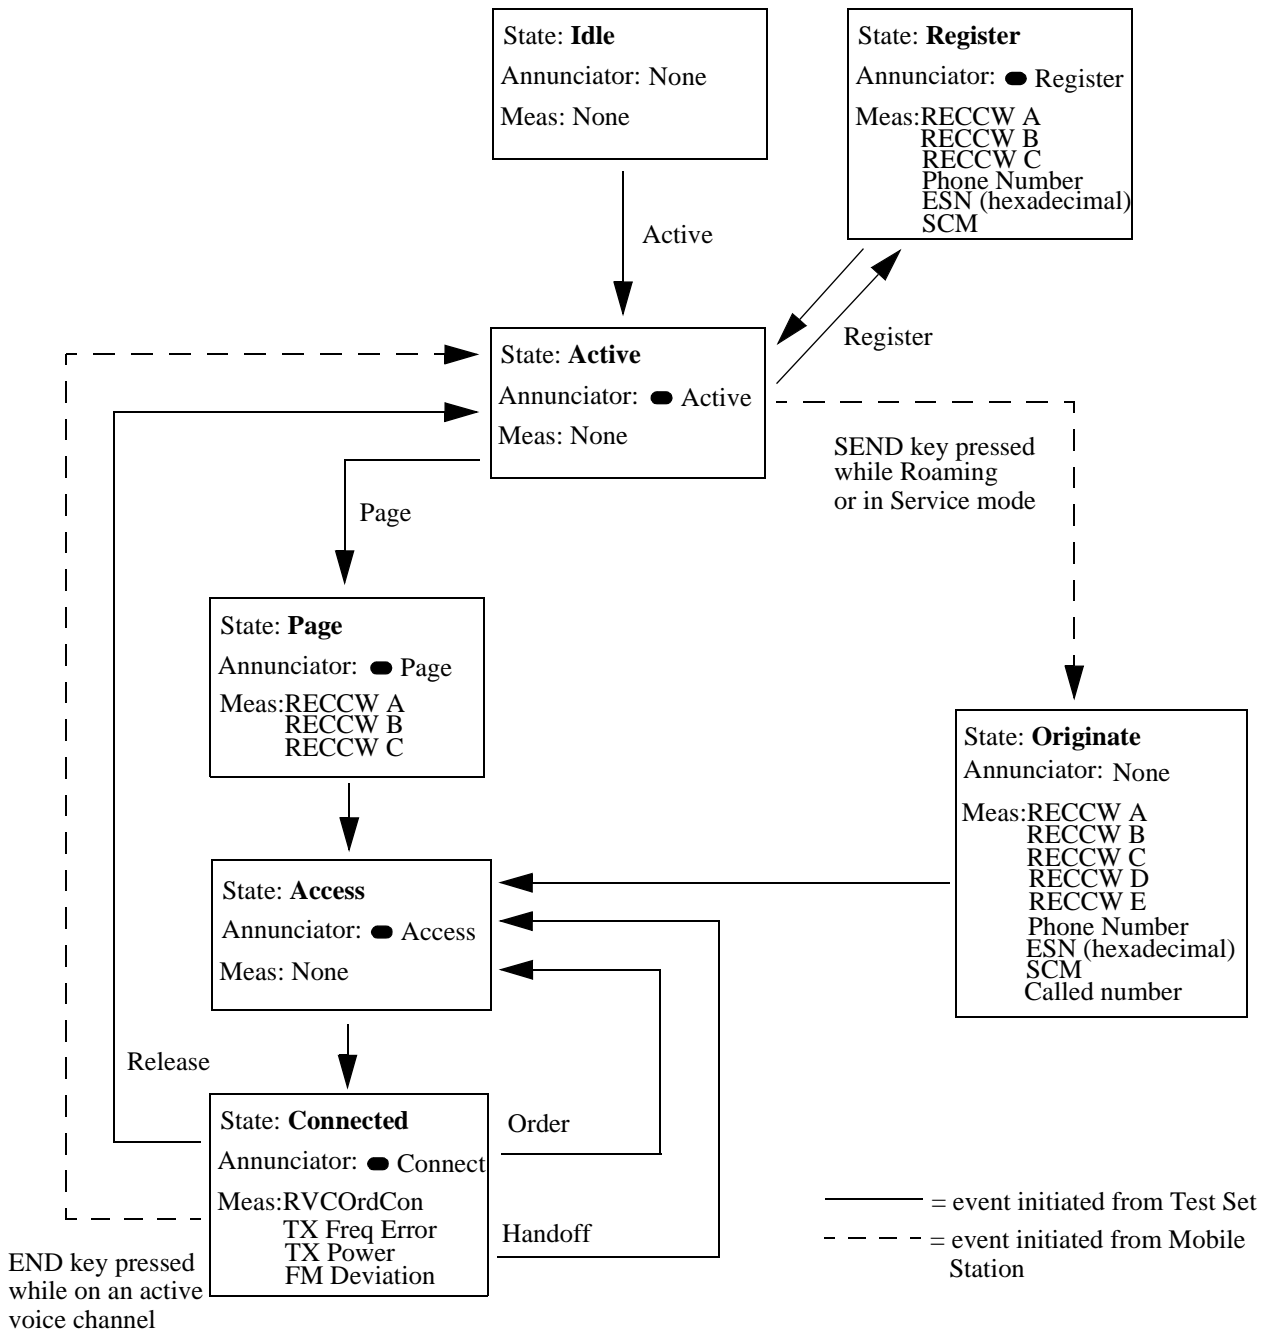 State: Idle
Annunciator: None
Meas: None
State: Register
Annunciator: Register
Meas:RECCW A
RECCW B
RECCW C
Phone Number
ESN (hexadecimal)
SCM
Active
Register
State: Active
Annunciator: Active
Meas: None
SEND key pressed
while Roaming
or in Service mode
Page
State: Page
Annunciator: Page
Meas:RECCW A
RECCW B
RECCW C
State: Originate
Annunciator: None
Meas:RECCW A
RECCW B
RECCW C
RECCW D
RECCW E
Phone Number
ESN (hexadecimal)
SCM
Called number
State: Access
Annunciator: Access
Meas: None
Release
State: Connected
Annunciator: Connect
Meas:RVCOrdCon
TX Freq Error
TX Power
FM Deviation
Order
Handoff
END key pressed
while on an active
voice channel
= event initiated from Test Set
= event initiated from Mobile
Station